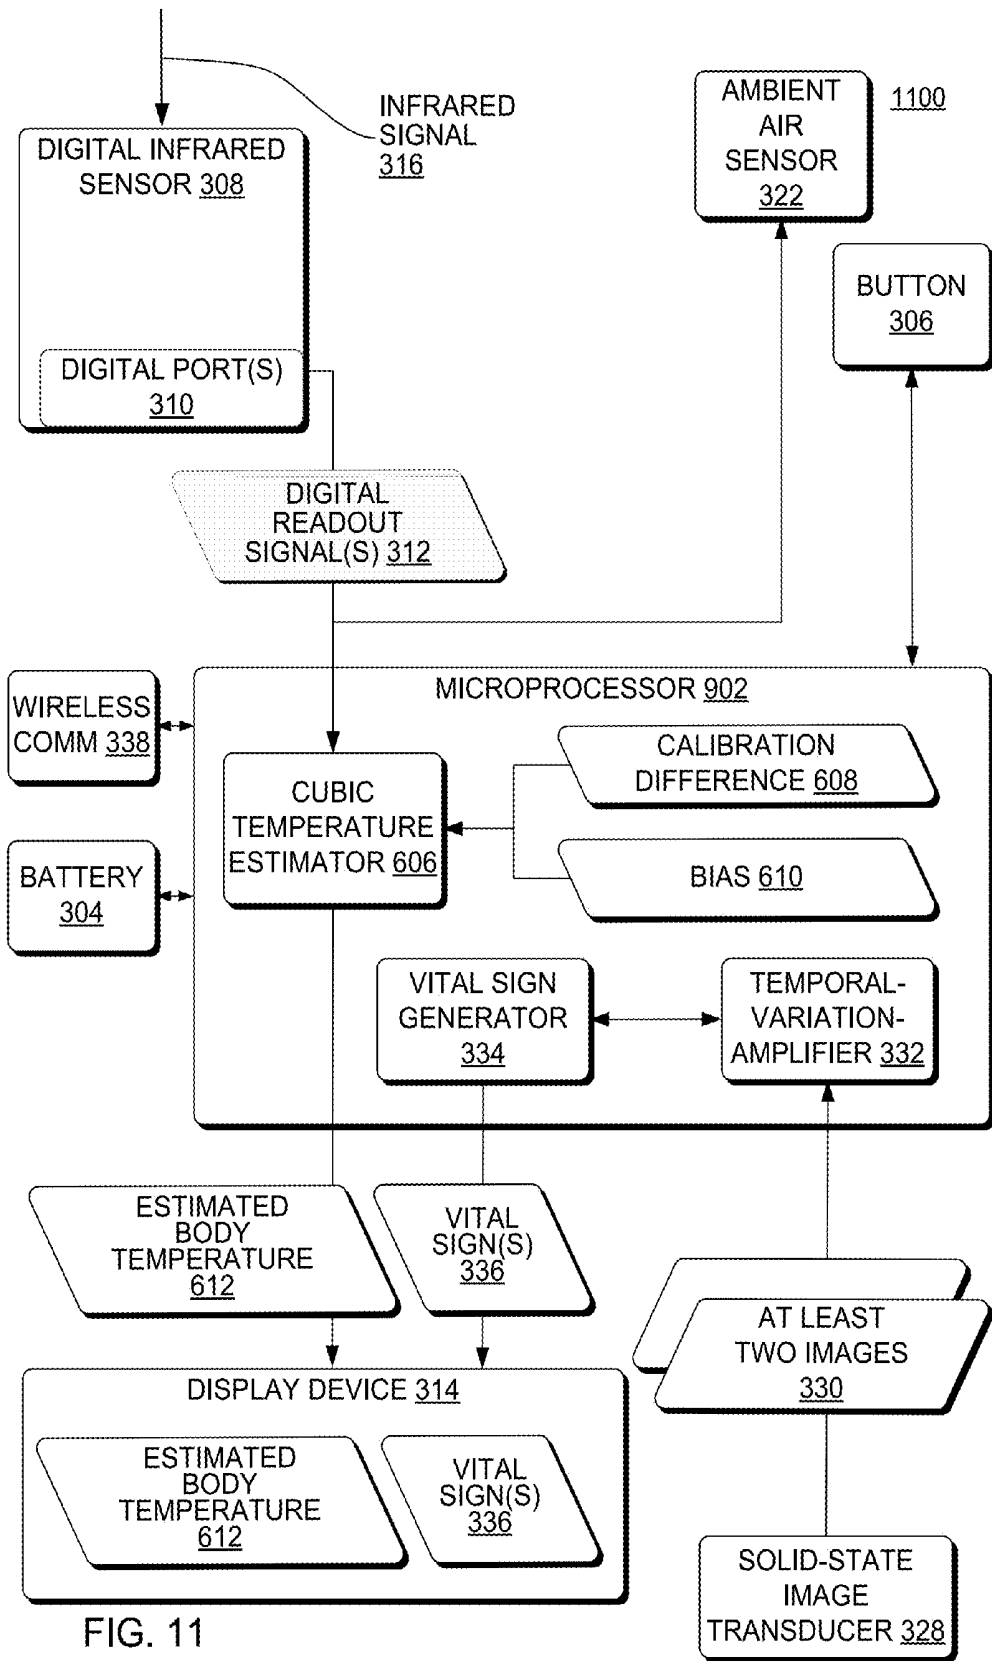 INFRARED
SIGNAL
316
AMBIENT
AIR
SENSOR
322
1100
DIGITAL INFRARED
SENSOR 308
BUTTON
306
DIGITAL PORT(S)
310
DIGITAL
READOUT
SIGNAL(S) 312
MICROPROCESSOR 902
WIRELESS
COMM 338
CALIBRATION
DIFFERENCE 608
CUBIC
TEMPERATURE
ESTIMATOR 606
BATTERY
304
BIAS 610
VITAL SIGN
GENERATOR
334
TEMPORAL-
VARIATION-
AMPLIFIER 332
ESTIMATED
BODY
TEMPERATURE
612
VITAL
SIGN(S)
336
AT LEAST
TWO IMAGES
330
DISPLAY DEVICE 314
ESTIMATED
BODY
TEMPERATURE
612
VITAL
SIGN(S)
336
SOLID-STATE
IMAGE
TRANSDUCER 328
FIG. 11